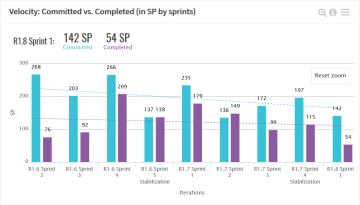 Velocity: Committed vs. Completed (in SP by sprints)
R1.8 Sprint 1: 142 SP 54 SP
Committed Completed
Reset zoom
300
200
100
0
SP
268 76
203 92
266 209
137 138
235 179
136 149
172 99
197 115
142 54
R1.6 Sprint 2
R1.6 Sprint 3
R1.6 Sprint 4
R1.6 Sprint 5 Stabilization
R1.7 Sprint 1
R1.7 Sprint 2
R1.7 Sprint 3
R1.7 Sprint 4 Stabilization
R1.8 Sprint 1
Iterations